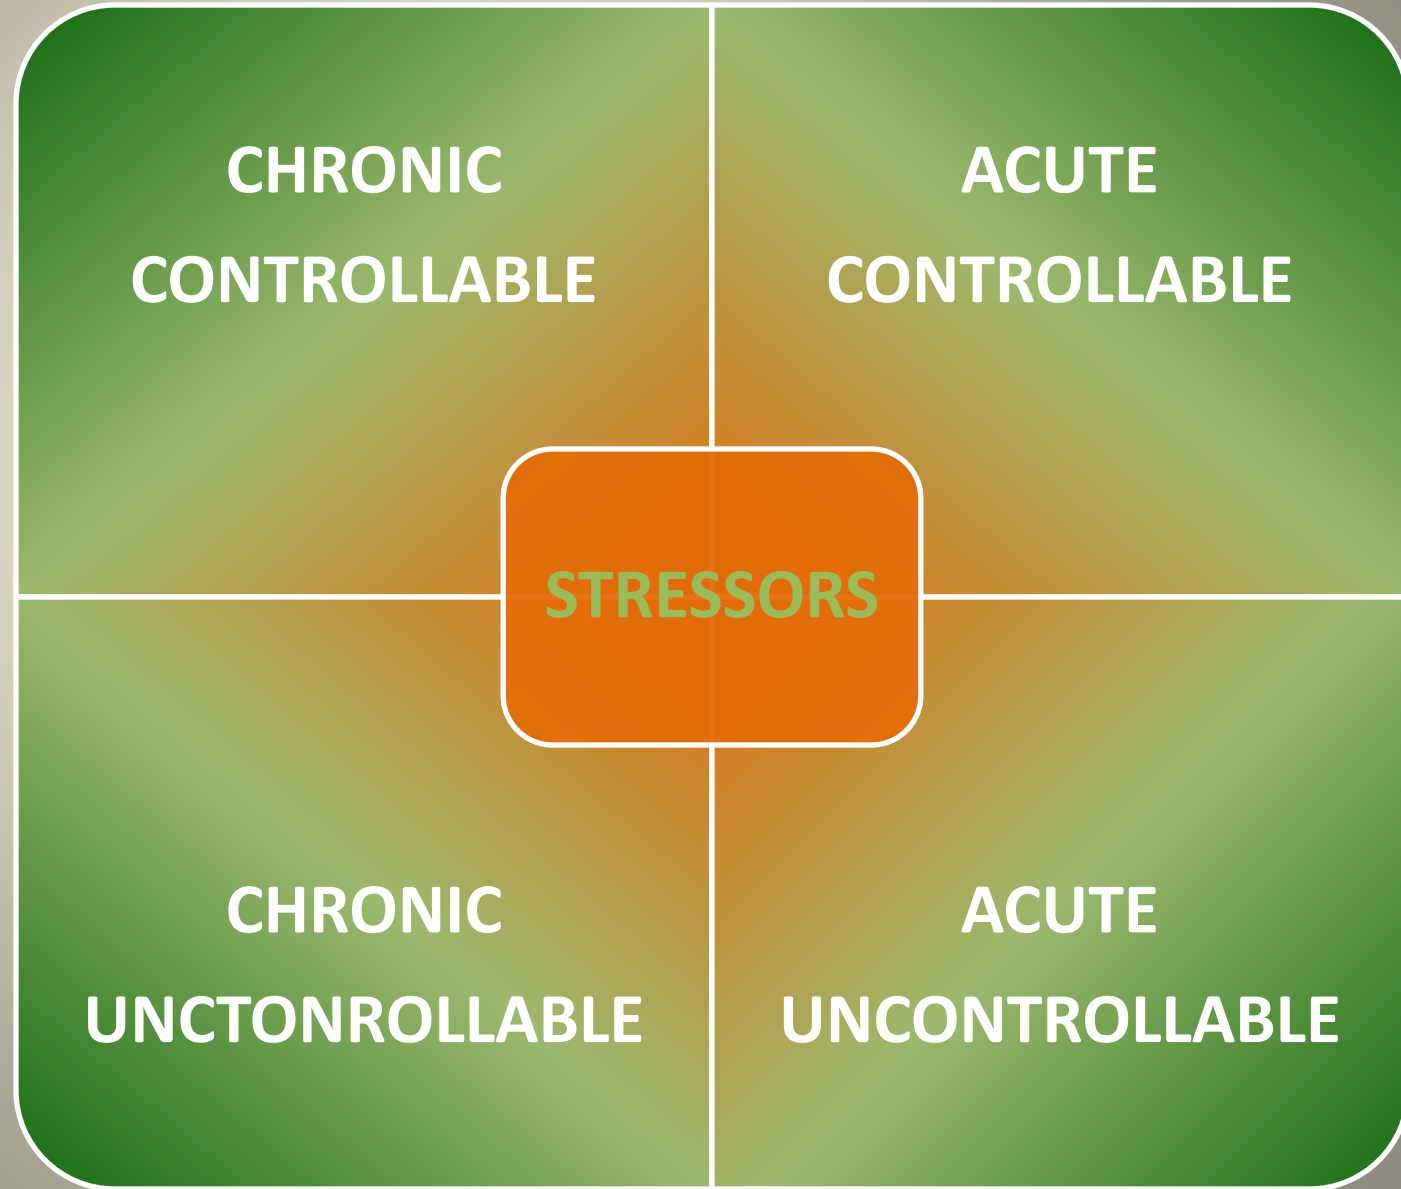 CHRONIC
CONTROLLABLE
ACUTE
CONTROLLABLE
STRESSORS
CHRONIC
UNCTONROLLABLE
ACUTE
UNCONTROLLABLE